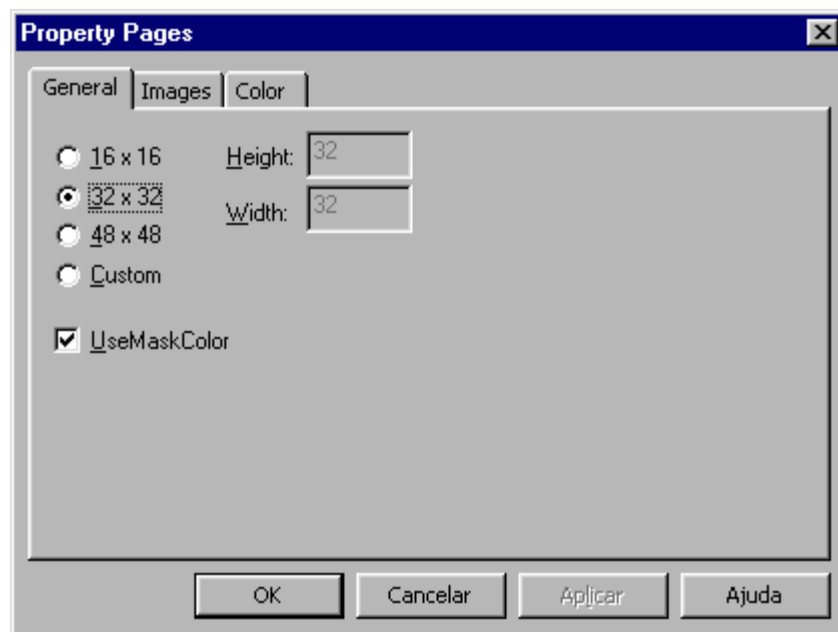 Property Pages
General Images Color
16 x 16 Height: 32
32 x 32 Width: 32
48 x 48
Custom
UseMaskColor
OK Cancelar Aplicar Ajuda